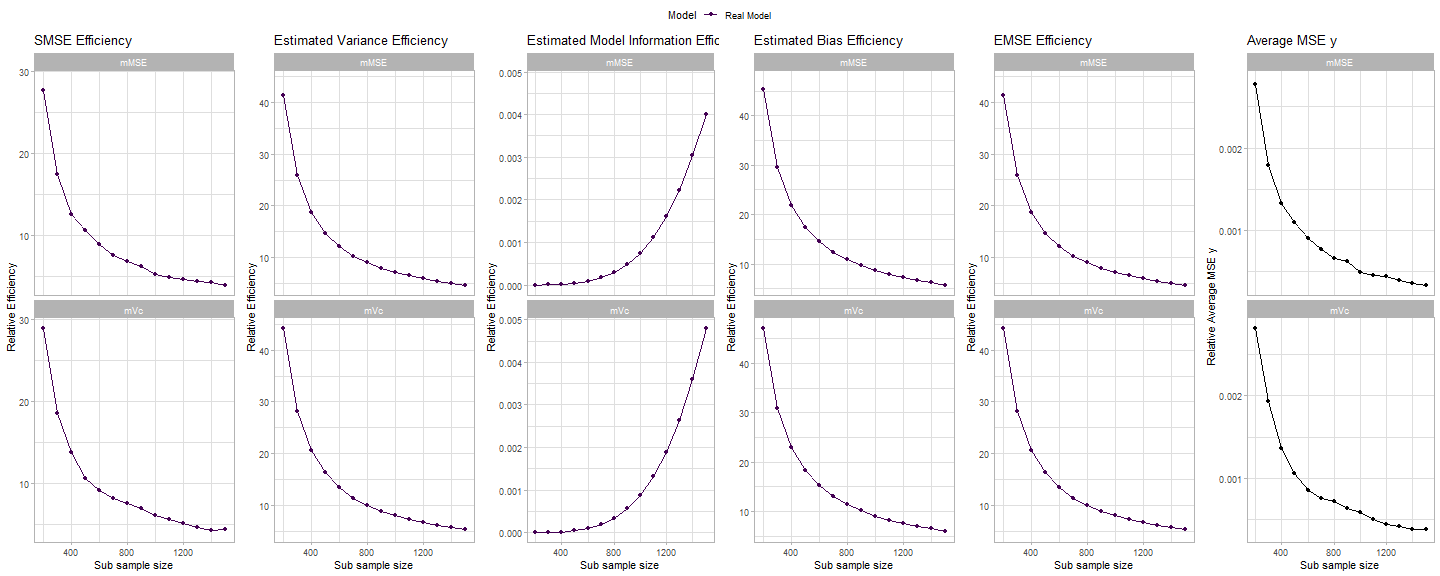 Model Real Model
SMSE Efficiency
mMSE
30
20
10
mVc
30
20
10
400 1200
Sub sample size
Relative Efficiency
Estimated Variance Efficiency
mMSE
40
30
20
10
mVc
40
30
20
10
400 1200
Sub sample size
Relative Efficiency
Estimated Model Information Effic
mMSE
0.005
0.004
0.003
0.002
0.001
0.000
mVc
0.005
0.004
0.003
0.002
0.001
0.000
400 1200
Sub sample size
Relative Efficiency
Estimated Bias Efficiency
mMSE
40
30
20
10
mVc
40
30
20
10
400 1200
Sub sample size
Relative Efficiency
EMSE Efficiency
mMSE
40
30
20
10
mVc
40
30
20
10
400 1200
Sub sample size
Relative Efficiency
Average MSE y
mMSE
0.002
0.001
mVc
0.002
0.001
400 1200
Sub sample size
Relative Average MSE y